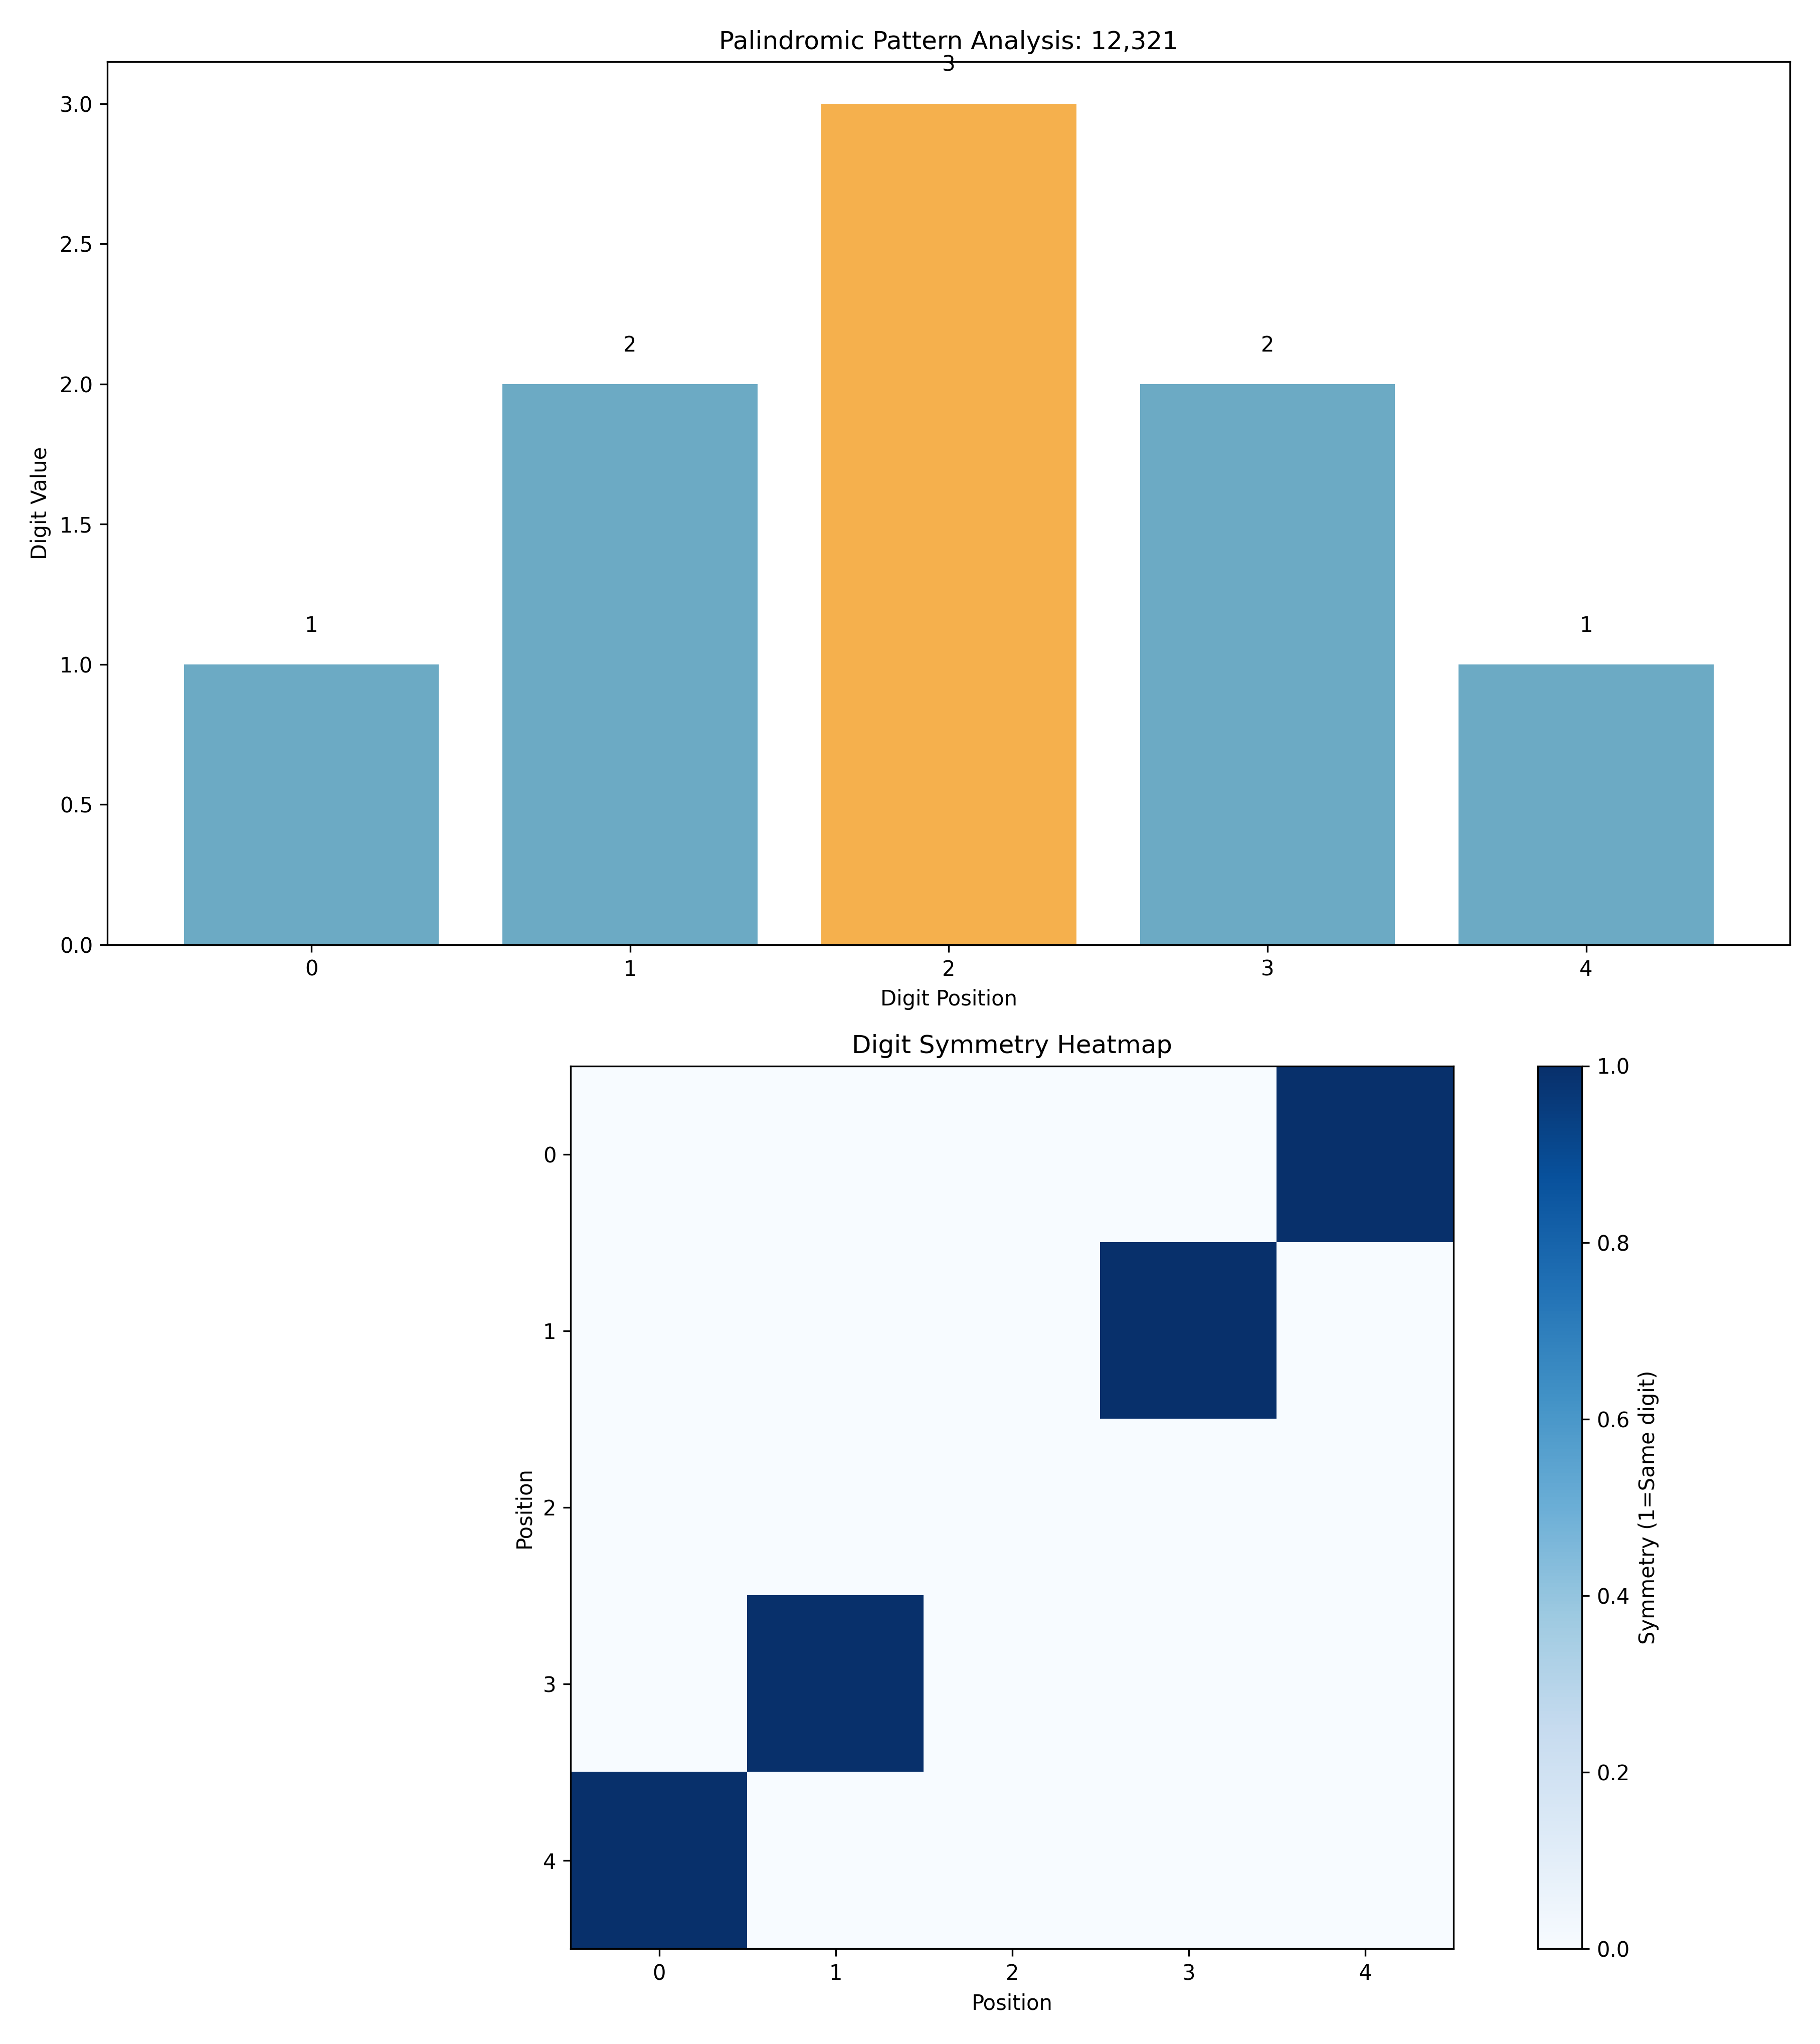 Palindromic Pattern Analysis: 12,321
3
3.0
2.5
2
2
2.0
Digit Value
1.5
1
1
1.0
0.5
0.0
0 1 2 3 4
Digit Position
Digit Symmetry Heatmap
1.0
0
0.8
1
0.6
Position
2
Symmetry (1=Same digit)
0.4
3
0.2
4
0.0
0 1 2 3 4
Position